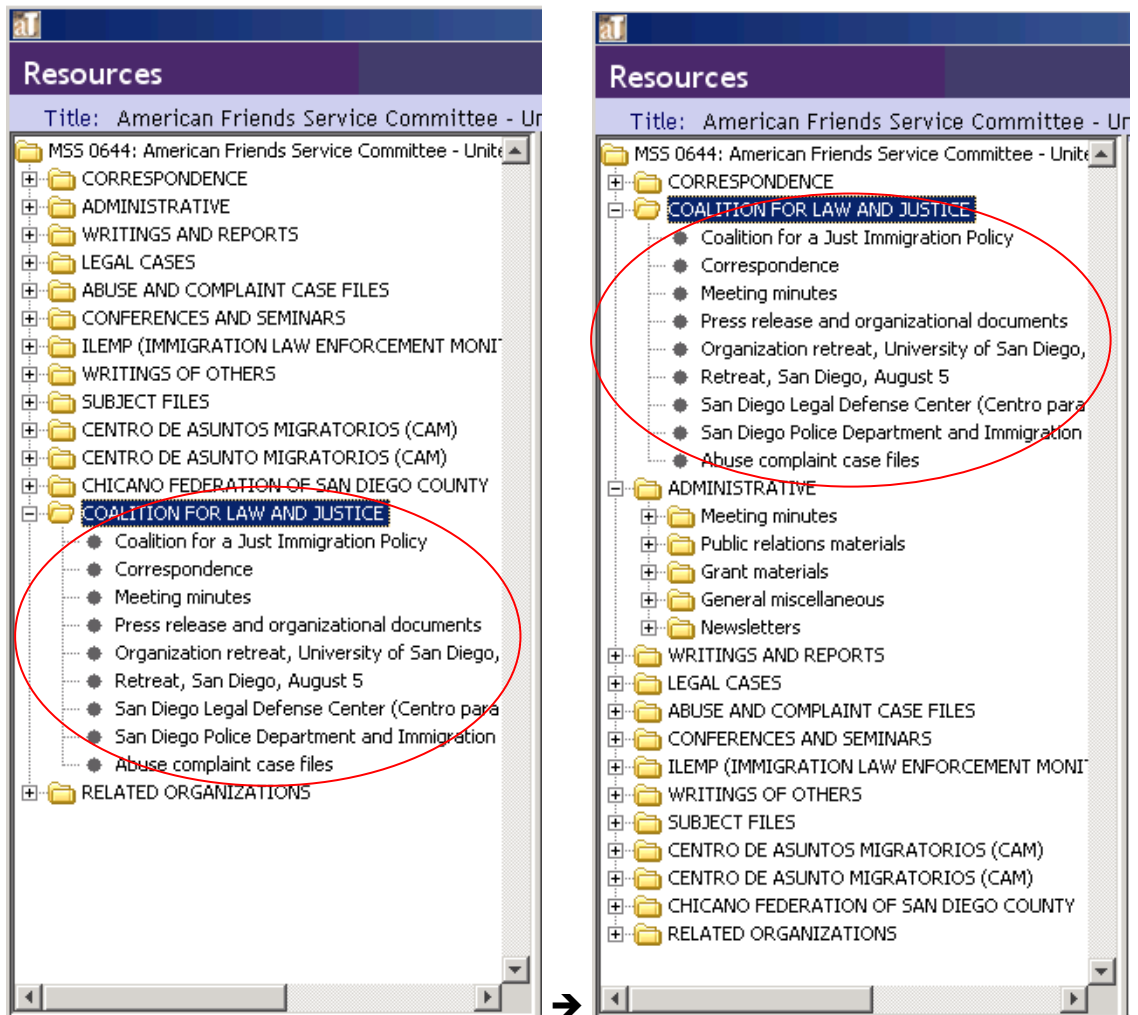 aT
Resources
Title: American Friends Service Committee - Ur
MSS 0644: American Friends Service Committee - Unite
CORRESPONDENCE
ADMINISTRATIVE
WRITINGS AND REPORTS
LEGAL CASES
ABUSE AND COMPLAINT CASE FILES
CONFERENCES AND SEMINARS
ILEMP (IMMIGRATION LAW ENFORCEMENT MONIT
WRITINGS OF OTHERS
SUBJECT FILES
CENTRO DE ASUNTOS MIGRATORIOS (CAM)
CENTRO DE ASUNTO MIGRATORIOS (CAM)
CHICANO FEDERATION OF SAN DIEGO COUNTY
COALITION FOR LAW AND JUSTICE
Coalition for a Just Immigration Policy
Correspondence
Meeting minutes
Press release and organizational documents
Organization retreat, University of San Diego,
Retreat, San Diego, August 5
San Diego Legal Defense Center (Centro para
San Diego Police Department and Immigration
Abuse complaint case files
RELATED ORGANIZATIONS
aT
Resources
Title: American Friends Service Committee - Ur
MSS 0644: American Friends Service Committee - Unite
CORRESPONDENCE
COALITION FOR LAW AND JUSTICE
Coalition for a Just Immigration Policy
Correspondence
Meeting minutes
Press release and organizational documents
Organization retreat, University of San Diego,
Retreat, San Diego, August 5
San Diego Legal Defense Center (Centro para
San Diego Police Department and Immigration
Abuse complaint case files
ADMINISTRATIVE
Meeting minutes
Public relations materials
Grant materials
General miscellaneous
Newsletters
WRITINGS AND REPORTS
LEGAL CASES
ABUSE AND COMPLAINT CASE FILES
CONFERENCES AND SEMINARS
ILEMP (IMMIGRATION LAW ENFORCEMENT MONIT
WRITINGS OF OTHERS
SUBJECT FILES
CENTRO DE ASUNTOS MIGRATORIOS (CAM)
CENTRO DE ASUNTO MIGRATORIOS (CAM)
CHICANO FEDERATION OF SAN DIEGO COUNTY
RELATED ORGANIZATIONS